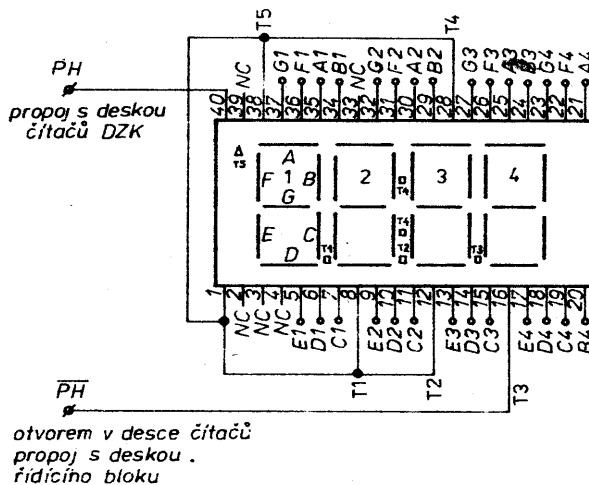 T5
T4
PH
propoj s deskou
čítačů DZK
NC G1 F1 A1 B1 NC G2 F2 A2 B2 G3 F3 A3 B3 G4 F4 A4
40 39 38 37 36 35 34 33 32 31 30 29 28 27 26 25 24 23 22 21
T5
A
F 1 B
G
2
T4
3
4
E C
D
T1
T4
T2
T3
1 2 3 4 5 6 7 8 9 10 11 12 13 14 15 16 17 18 19 20
NC NC NC E1 D1 C1 E2 D2 C2 E3 D3 C3 E4 D4 C4 B4
T1
T2
T3
PH
otvorem v desce čítačů
propoj s deskou .
řídícího bloku